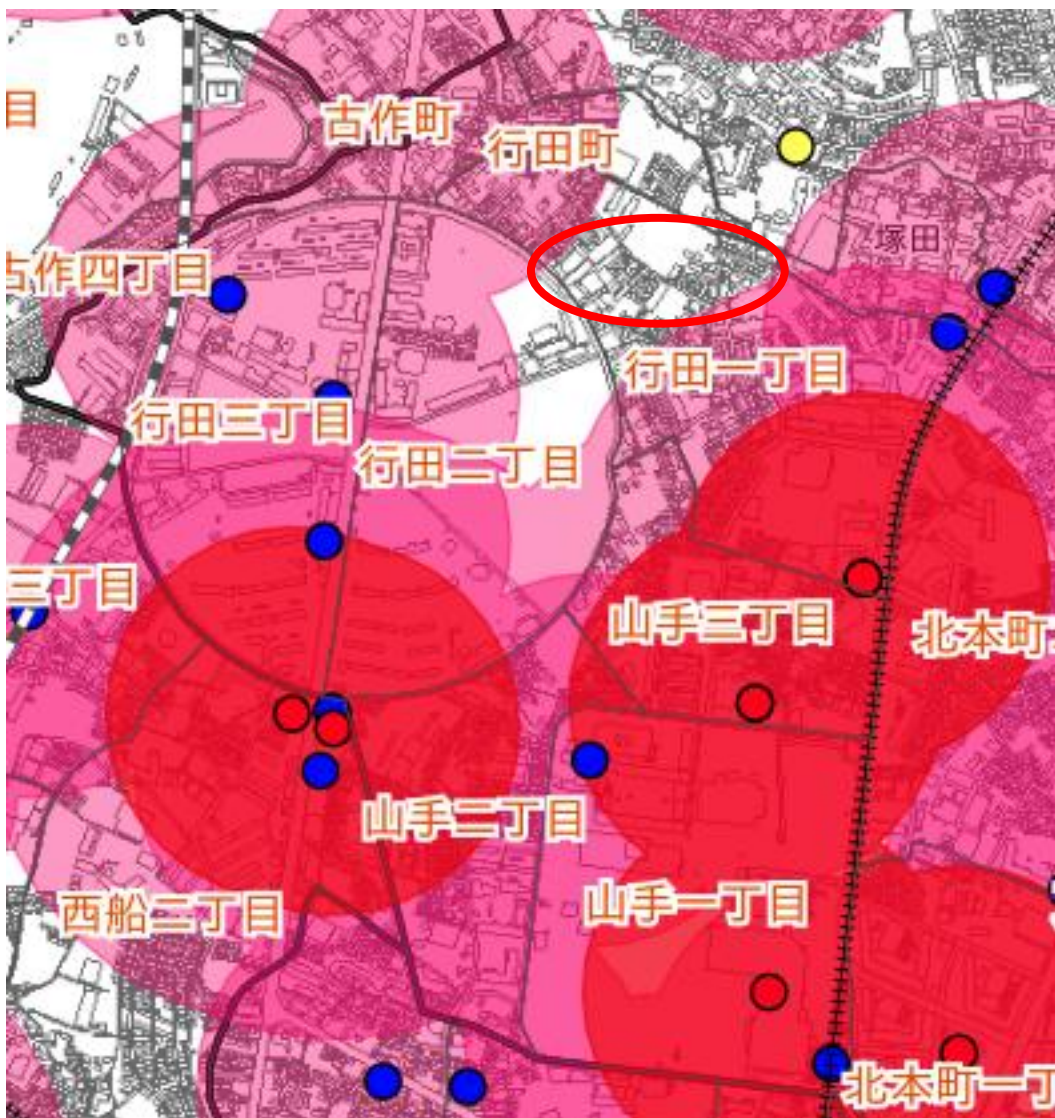 目
古作町
行田町
塚田
古作四丁目
行田一丁目
行田三丁目
行田二丁目
三丁目
山手三丁目
北本町
山手二丁目
西船二丁目
山手一丁目
北本町一丁